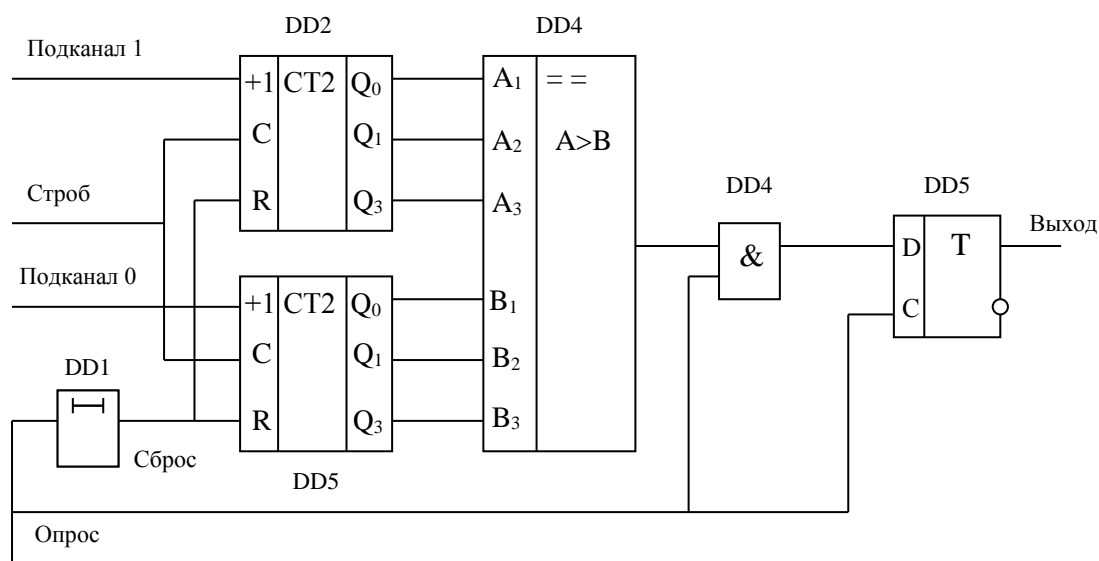 DD2
DD4
Подканал 1
+1 CT2 Q0
A1 = =
C Q1
A2 A>B
Строб
R Q3
A3
DD4
DD5
Выход
&
D T
Подканал 0
+1 CT2 Q0
B1
C
C Q1
B2
DD1
R Q3
B3
Сброс
DD5
Опрос